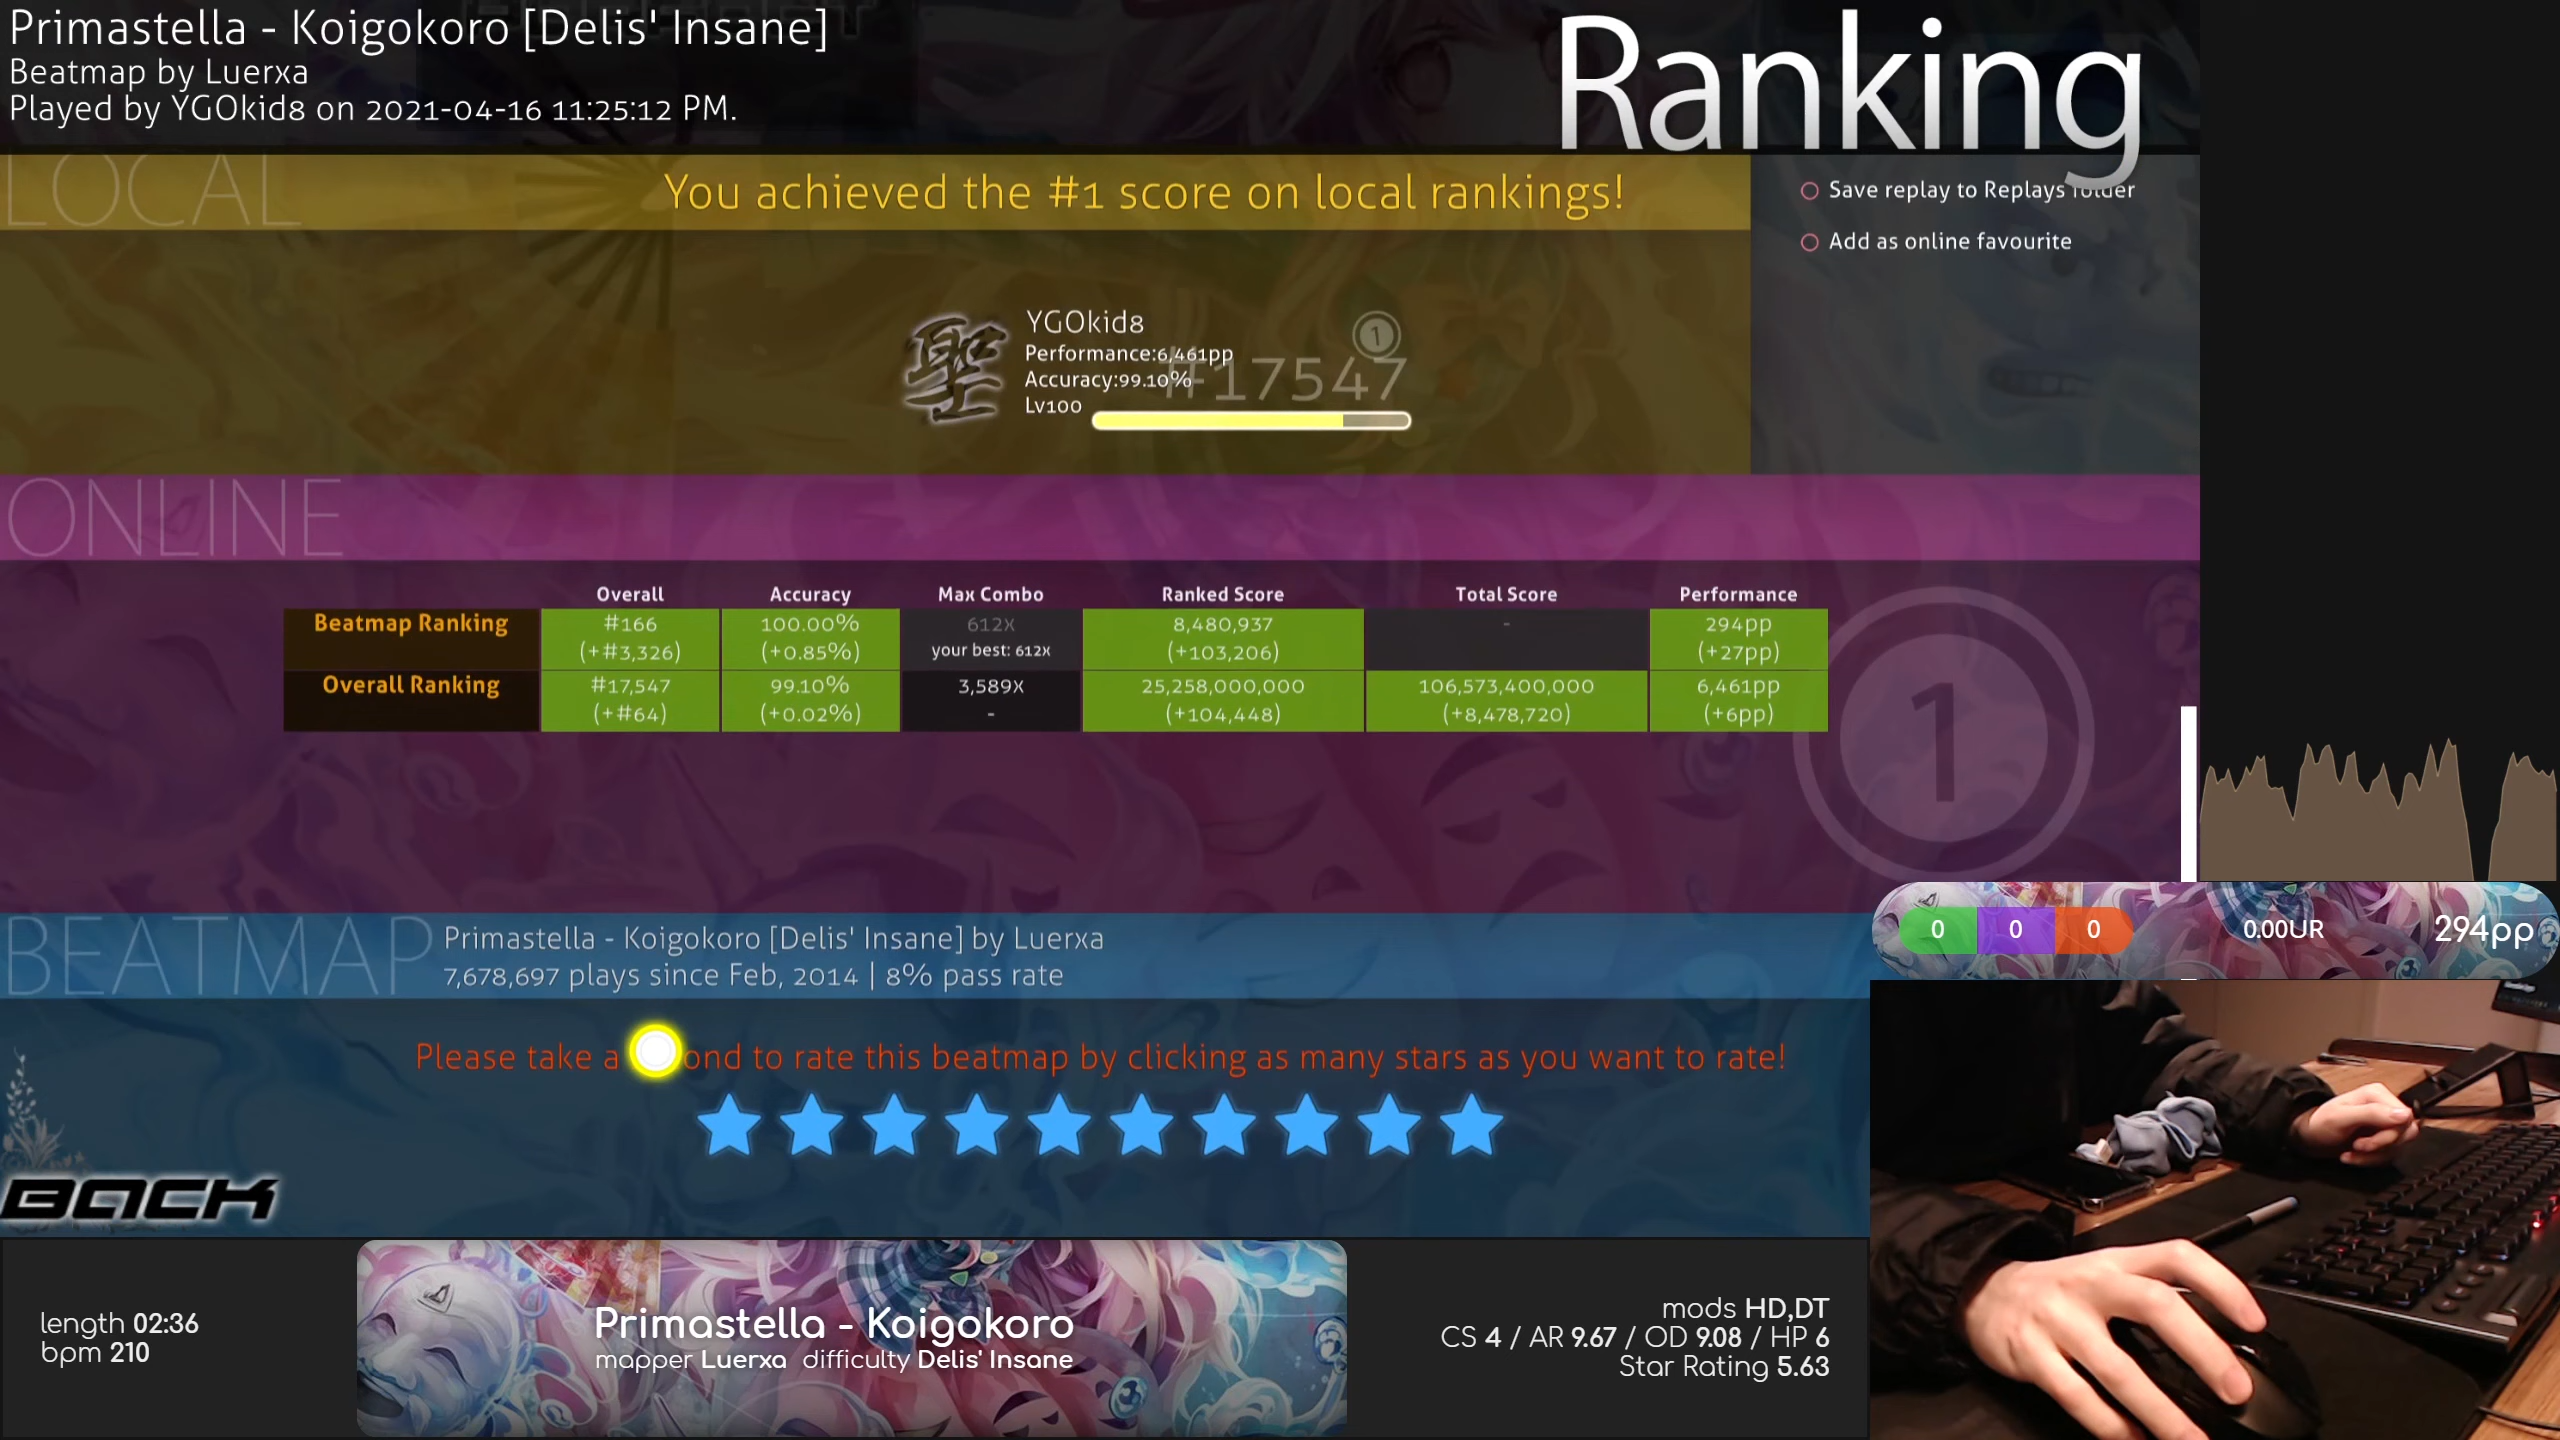 Primastella - Koigokoro [Delis' Insane]
Beatmap by Luerxa
Played by YGOkid8 on 2021-04-16 11:25:12 PM.
Ranking
LOCAL
You achieved the #1 score on local rankings!
Save replay to Replays folder
Add as online favourite
聖
YGOkid8
Performance:6,461pp
Accuracy:99.10%
Lv100
1
#17547
ONLINE
Overall Accuracy Max Combo Ranked Score Total Score Performance
Beatmap Ranking #166 100.00% 612x 8,480,937 - 294pp
(+#3,326) (+0.85%) your best: 612x (+103,206) (+27pp)
Overall Ranking #17,547 99.10% 3,589x 25,258,000,000 106,573,400,000 6,461pp
(+#64) (+0.02%) - (+104,448) (+8,478,720) (+6pp)
1
BEATMAP
Primastella - Koigokoro [Delis' Insane] by Luerxa
7,678,697 plays since Feb, 2014 | 8% pass rate
0 0 0 0.00UR 294pp
Please take a ond to rate this beatmap by clicking as many stars as you want to rate!
BACK
length 02:36
bpm 210
Primastella - Koigokoro
mapper Luerxa difficulty Delis' Insane
mods HD,DT
CS 4 / AR 9.67 / OD 9.08 / HP 6
Star Rating 5.63